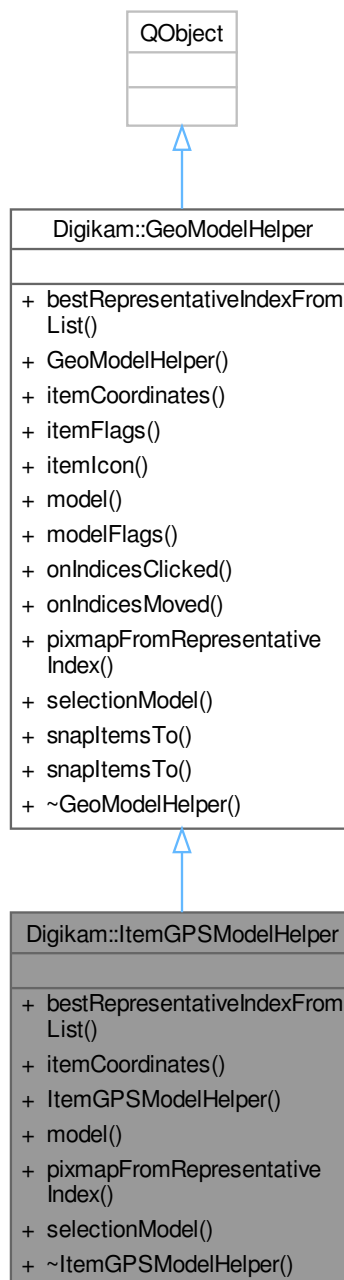 QObject
Digikam::GeoModelHelper
+ bestRepresentativeIndexFrom
List()
+ GeoModelHelper()
+ itemCoordinates()
+ itemFlags()
+ itemIcon()
+ model()
+ modelFlags()
+ onIndicesClicked()
+ onIndicesMoved()
+ pixmapFromRepresentative
Index()
+ selectionModel()
+ snapItemsTo()
+ snapItemsTo()
+ ~GeoModelHelper()
Digikam::ItemGPSModelHelper
+ bestRepresentativeIndexFrom
List()
+ itemCoordinates()
+ ItemGPSModelHelper()
+ model()
+ pixmapFromRepresentative
Index()
+ selectionModel()
+ ~ItemGPSModelHelper()